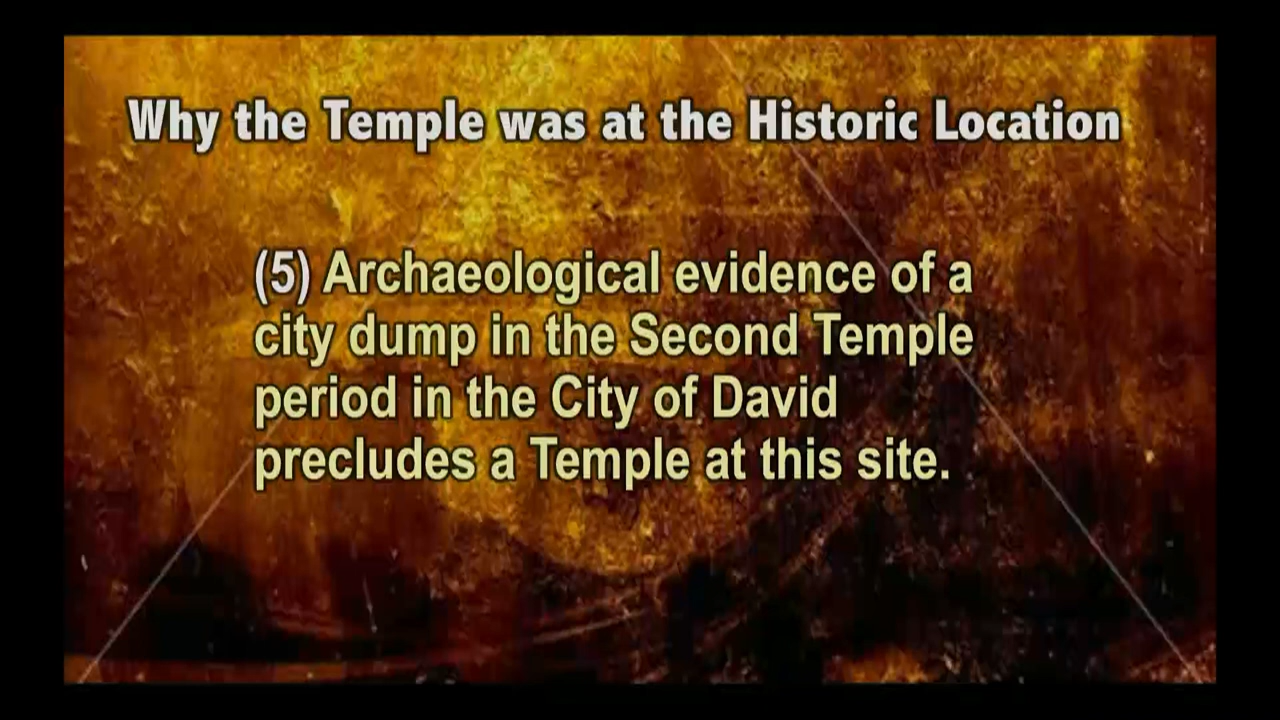 Why the Temple was at the Historic Location
(5) Archaeological evidence of a
city dump in the Second Temple
period in the City of David
precludes a Temple at this site.